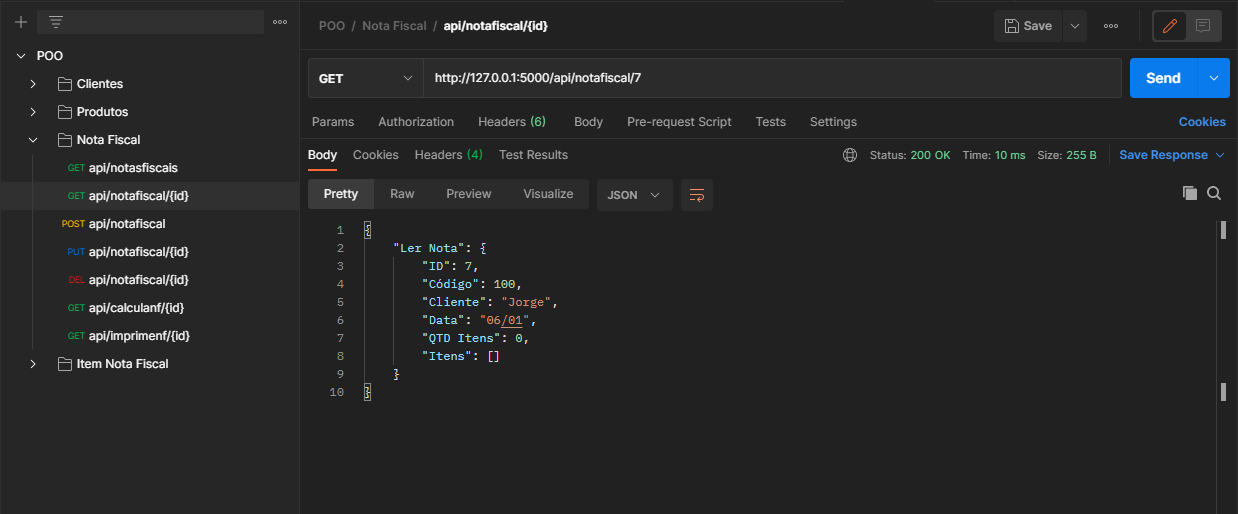 POO / Nota Fiscal / api/notafiscal/{id}
Save
POO
Clientes
Produtos
Nota Fiscal
GET api/notasfiscais
GET api/notafiscal/{id}
POST api/notafiscal
PUT api/notafiscal/{id}
DEL api/notafiscal/{id}
GET api/calculanf/{id}
GET api/imprimenf/{id}
Item Nota Fiscal
GET http://127.0.0.1:5000/api/notafiscal/7 Send
Params Authorization Headers (6) Body Pre-request Script Tests Settings Cookies
Body Cookies Headers (4) Test Results Status: 200 OK Time: 10 ms Size: 255 B Save Response
Pretty Raw Preview Visualize JSON
1 {
2 "Ler Nota": {
3 "ID": 7,
4 "Código": 100,
5 "Cliente": "Jorge",
6 "Data": "06/01",
7 "QTD Itens": 0,
8 "Itens": []
9 }
10 }